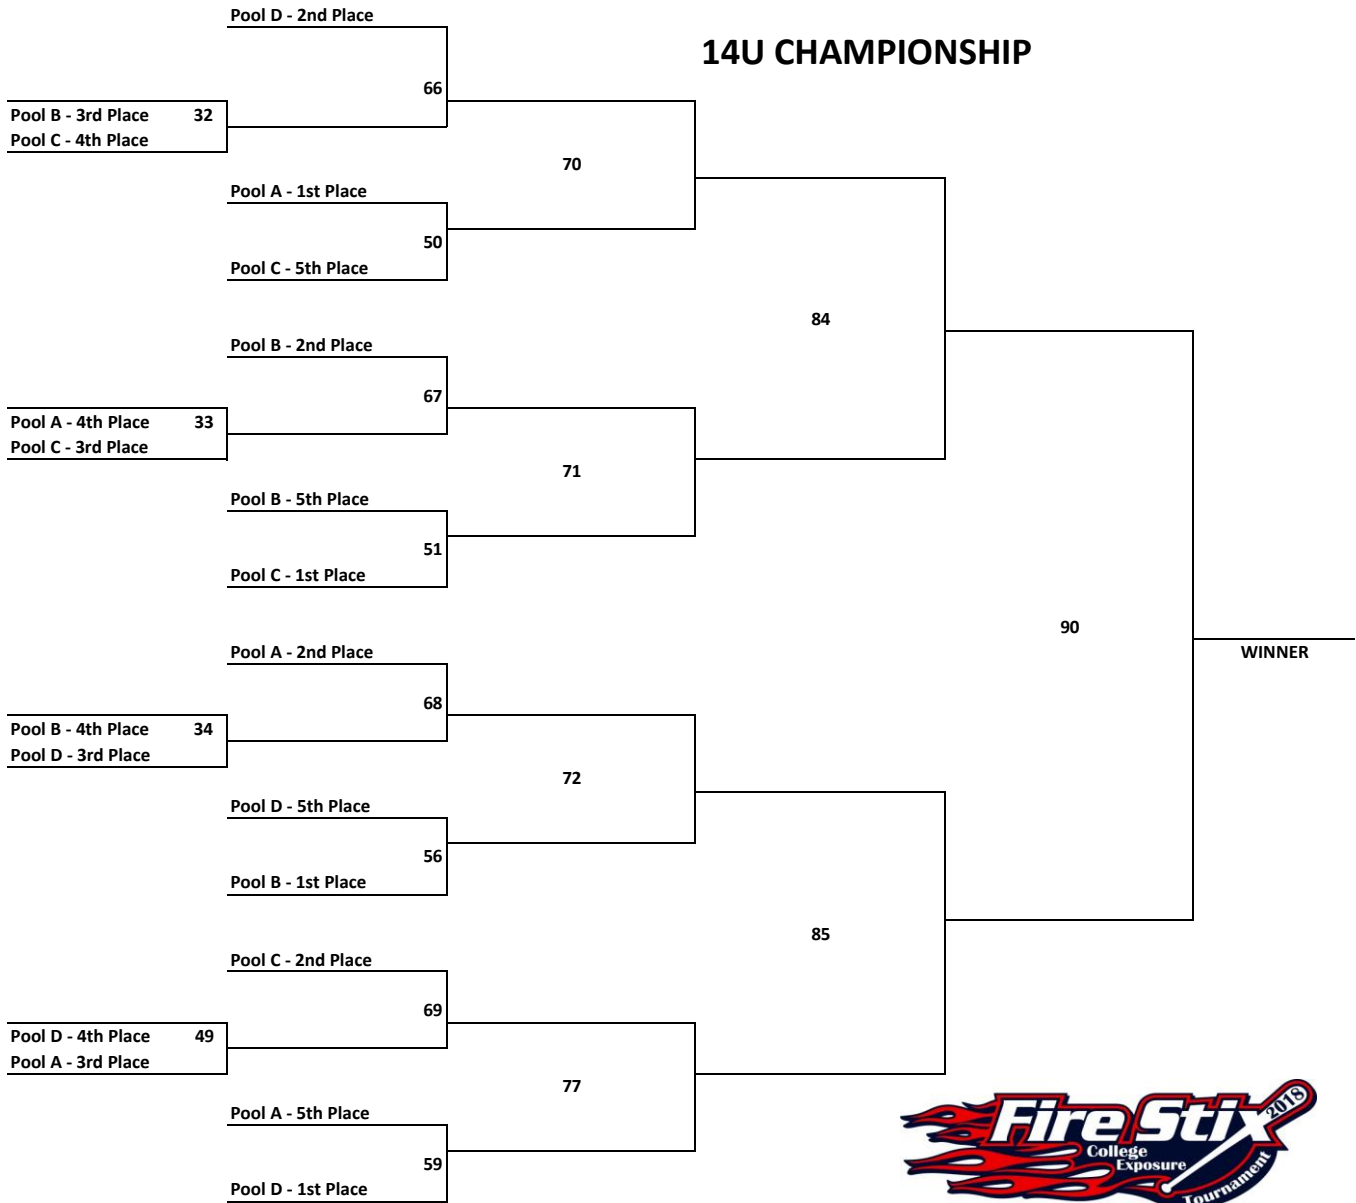 Pool D - 2nd Place
14U CHAMPIONSHIP
66
Pool B - 3rd Place 32
Pool C - 4th Place
70
Pool A - 1st Place
50
Pool C - 5th Place
84
Pool B - 2nd Place
67
Pool A - 4th Place 33
Pool C - 3rd Place
71
Pool B - 5th Place
51
Pool C - 1st Place
90
Pool A - 2nd Place
WINNER
68
Pool B - 4th Place 34
Pool D - 3rd Place
72
Pool D - 5th Place
56
Pool B - 1st Place
85
Pool C - 2nd Place
69
Pool D - 4th Place 49
Pool A - 3rd Place
77
Pool A - 5th Place
59
Pool D - 1st Place
2018
Fire Stix
College
Exposure
Tournament